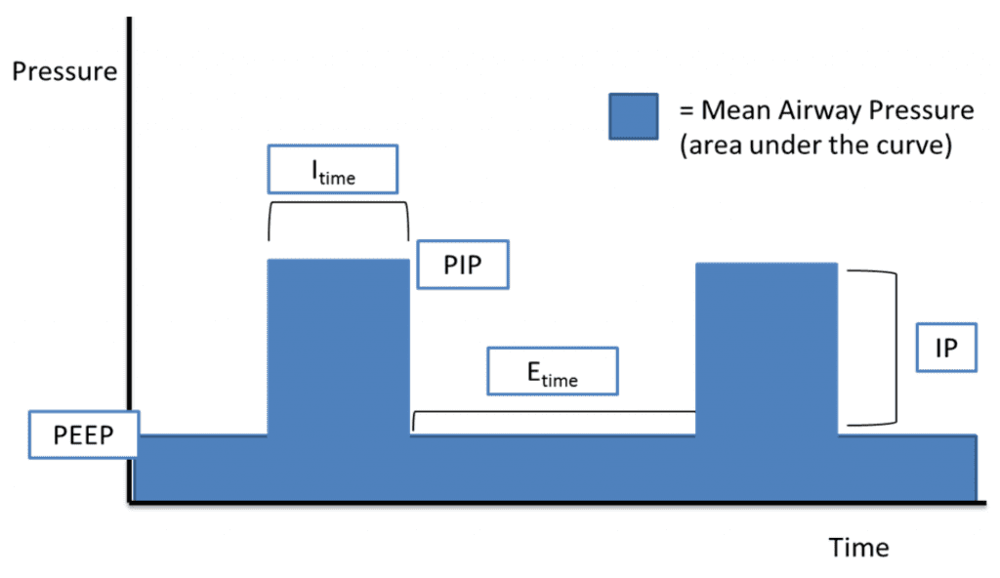 Pressure
= Mean Airway Pressure
(area under the curve)
Itime
PIP
Etime
IP
PEEP
Time